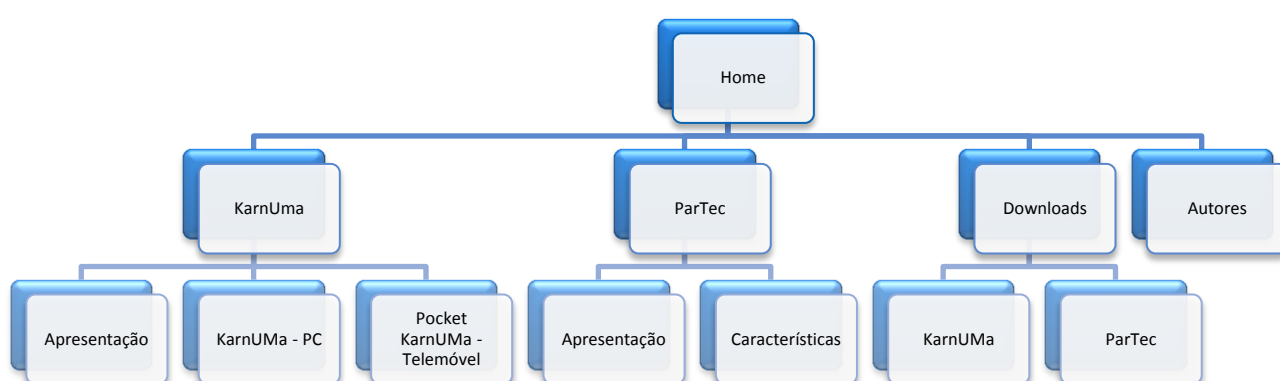 Home
KarnUma
ParTec
Downloads
Autores
Apresentação
KarnUMa - PC
Pocket
KarnUMa -
Telemóvel
Apresentação
Características
KarnUMa
ParTec